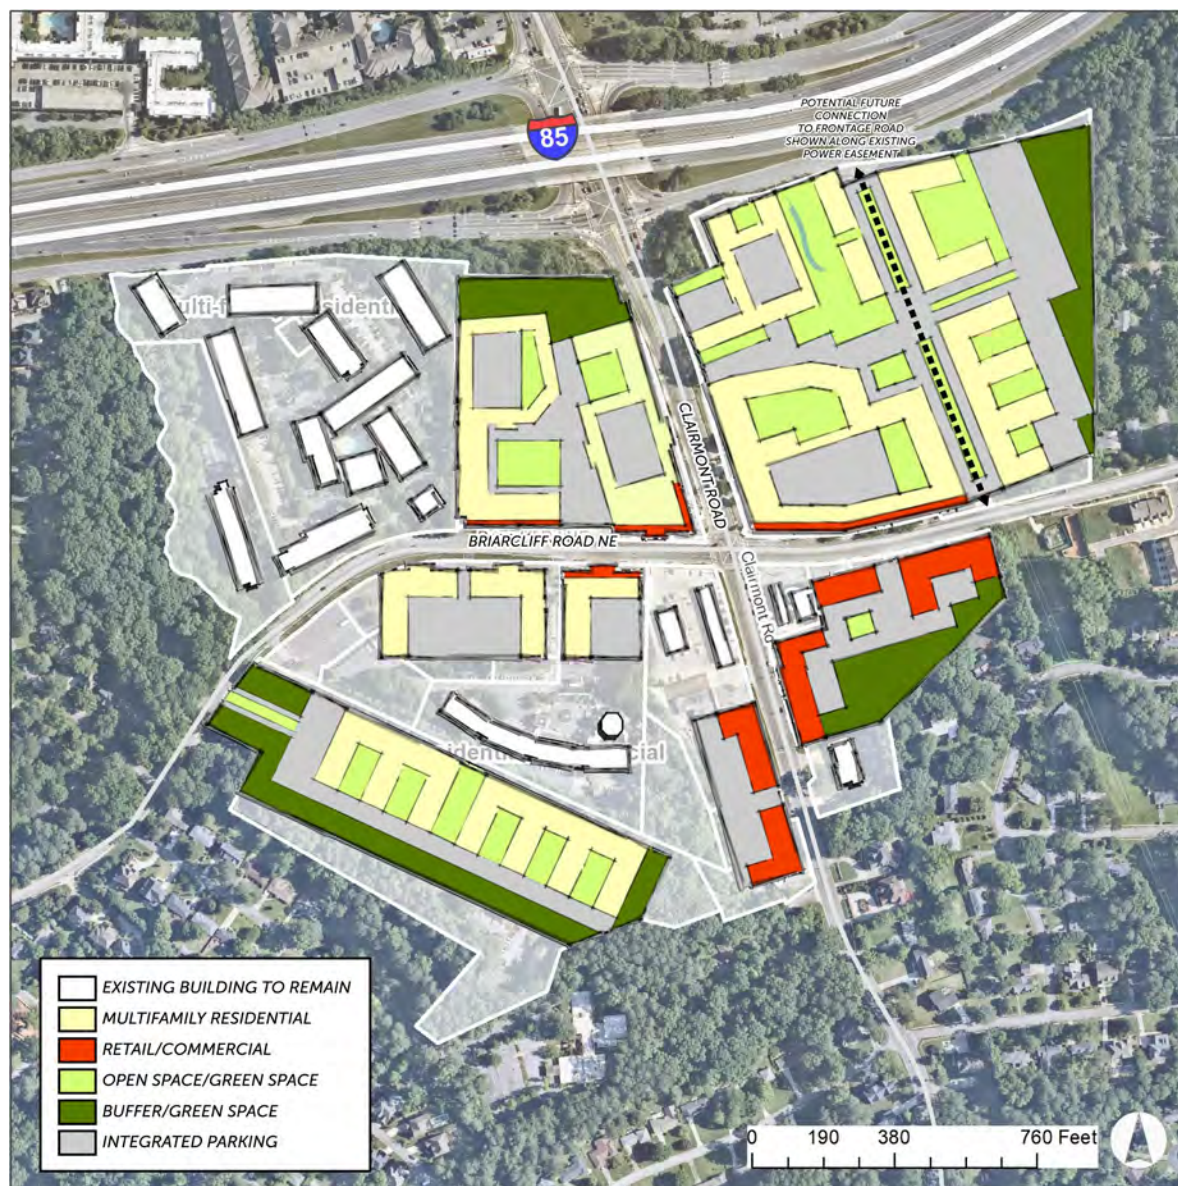 POTENTIAL FUTURE
CONNECTION
TO FRONTAGE ROAD
SHOWN ALONG EXISTING
POWER EASEMENT
85
CLAIRMONT ROAD
BRIARCLIFF ROAD NE
Clairmont Rd
EXISTING BUILDING TO REMAIN
MULTIFAMILY RESIDENTIAL
RETAIL/COMMERCIAL
OPEN SPACE/GREEN SPACE
BUFFER/GREEN SPACE
INTEGRATED PARKING
0 190 380 760 Feet